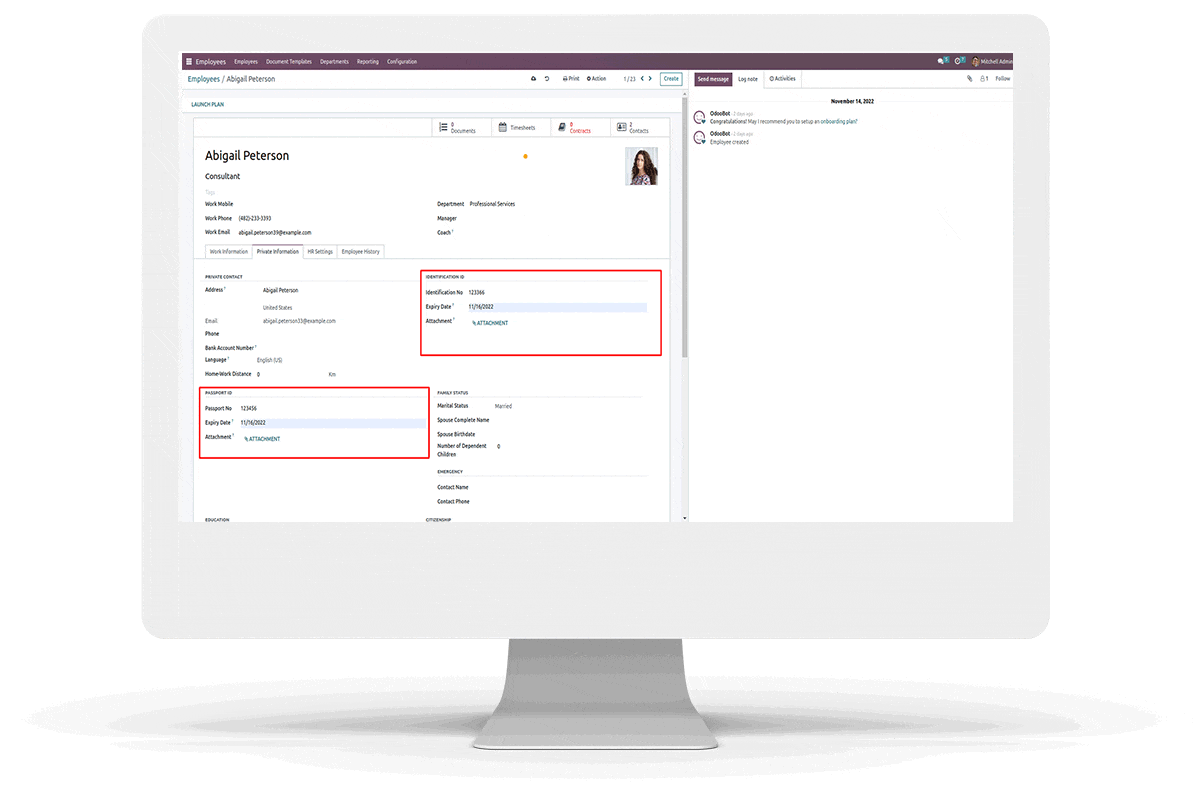 Employees Employees Document Templates Departments Reporting Configuration Mitchell Admin
Employees / Abigail Peterson Print Action 1 / 23 Create
Send message Log note Activities 1 Follow
LAUNCH PLAN
November 14, 2022
OdooBot - 2 days ago
Congratulations! May I recommend you to setup an onboarding plan?
OdooBot - 2 days ago
Employee created
0 Documents
Timesheets
0 Contracts
2 Contacts
Abigail Peterson
Consultant
Tags
Work Mobile
Work Phone (482)-233-3393
Work Email abigail.peterson39@example.com
Department Professional Services
Manager
Coach ?
Work Information Private Information HR Settings Employee History
PRIVATE CONTACT
Address ? Abigail Peterson
United States
Email abigail.peterson33@example.com
Phone
Bank Account Number ?
Language ? English (US)
Home-Work Distance 0 Km
IDENTIFICATION ID
Identification No 123366
Expiry Date ? 11/16/2022
Attachment ? ATTACHMENT
PASSPORT ID
Passport No 123456
Expiry Date ? 11/16/2022
Attachment ? ATTACHMENT
FAMILY STATUS
Marital Status Married
Spouse Complete Name
Spouse Birthdate
Number of Dependent 0
Children
EMERGENCY
Contact Name
Contact Phone
EDUCATION
CITIZENSHIP